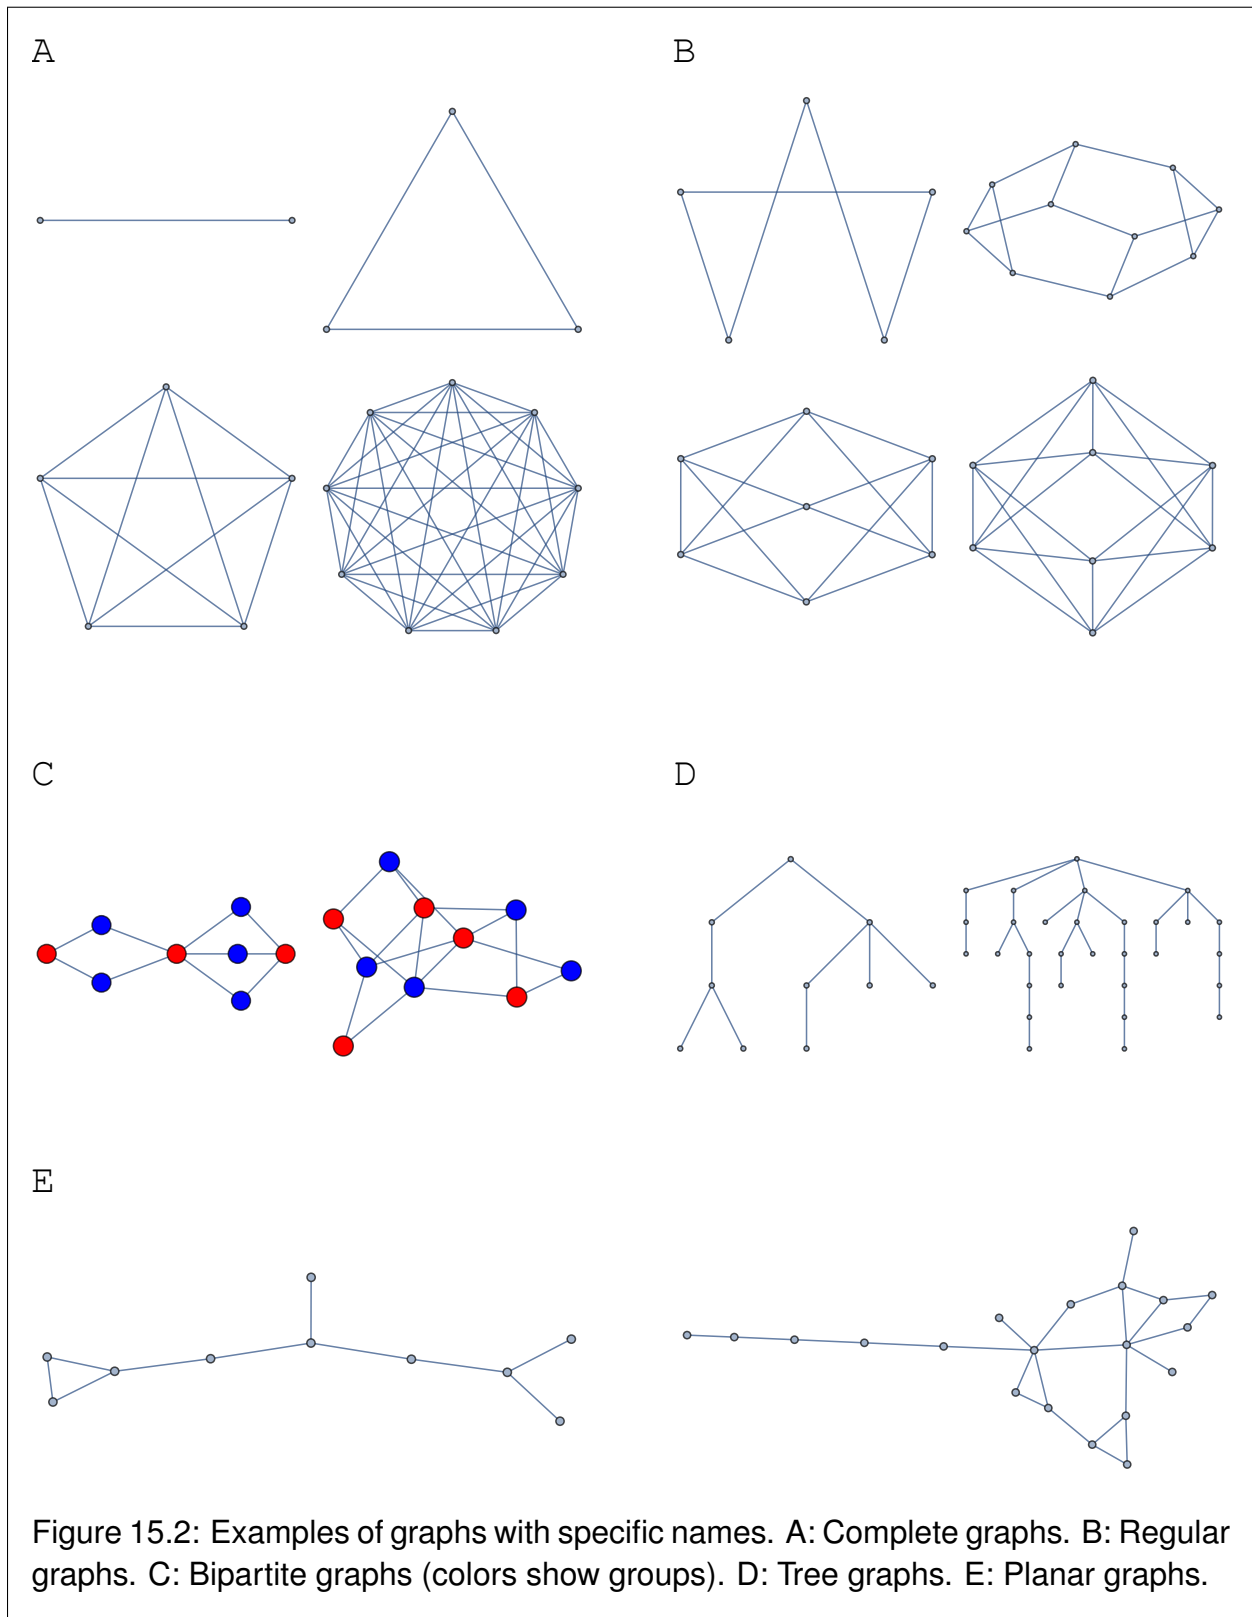 A
B
C
D
E
Figure 15.2: Examples of graphs with specific names. A: Complete graphs. B: Regular
graphs. C: Bipartite graphs (colors show groups). D: Tree graphs. E: Planar graphs.